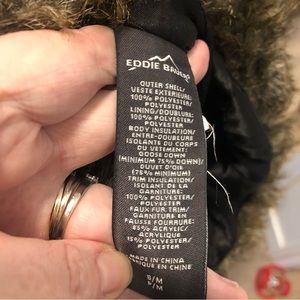 EDDIE BAUER
OUTER SHELL/
VESTE EXTÉRIEURE:
100% POLYESTER/
POLYESTER
LINING/DOUBLURE:
100% POLYESTER/
POLYESTER
BODY INSULATION/
ENTRE-DOUBLURE
ISOLANTE DU CORPS
DU VÊTEMENT:
GOOSE DOWN
(MINIMUM 75% DOWN)/
DUVET D'OIE
(75% MINIMUM)
TRIM INSULATION/
ISOLANT DE LA
GARNITURE:
100% POLYESTER/
POLYESTER
FAUX FUR TRIM/
GARNITURE EN
FAUSSE FOURRURE:
85% ACRYLIC/
ACRYLIQUE
15% POLYESTER/
POLYESTER
MADE IN CHINA
FABRIQUÉ EN CHINE